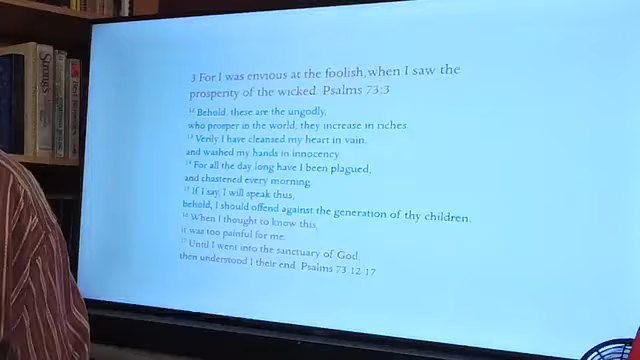 3 For I was envious at the foolish, when I saw the
prosperity of the wicked. Psalms 73:3
12 Behold, these are the ungodly,
who prosper in the world, they increase in riches.
13 Verily I have cleansed my heart in vain,
and washed my hands in innocency
14 For all the day long have I been plagued,
and chastened every morning.
15 If I say, I will speak thus,
behold, I should offend against the generation of thy children.
16 When I thought to know this,
it was too painful for me.
17 Until I went into the sanctuary of God;
then understood I their end. Psalms 73:12-17
STRONG'S